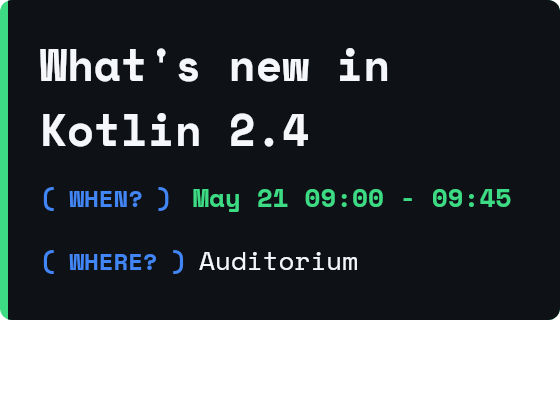 What's new in
Kotlin 2.4
( WHEN? ) May 21 09:00 - 09:45
( WHERE? ) Auditorium